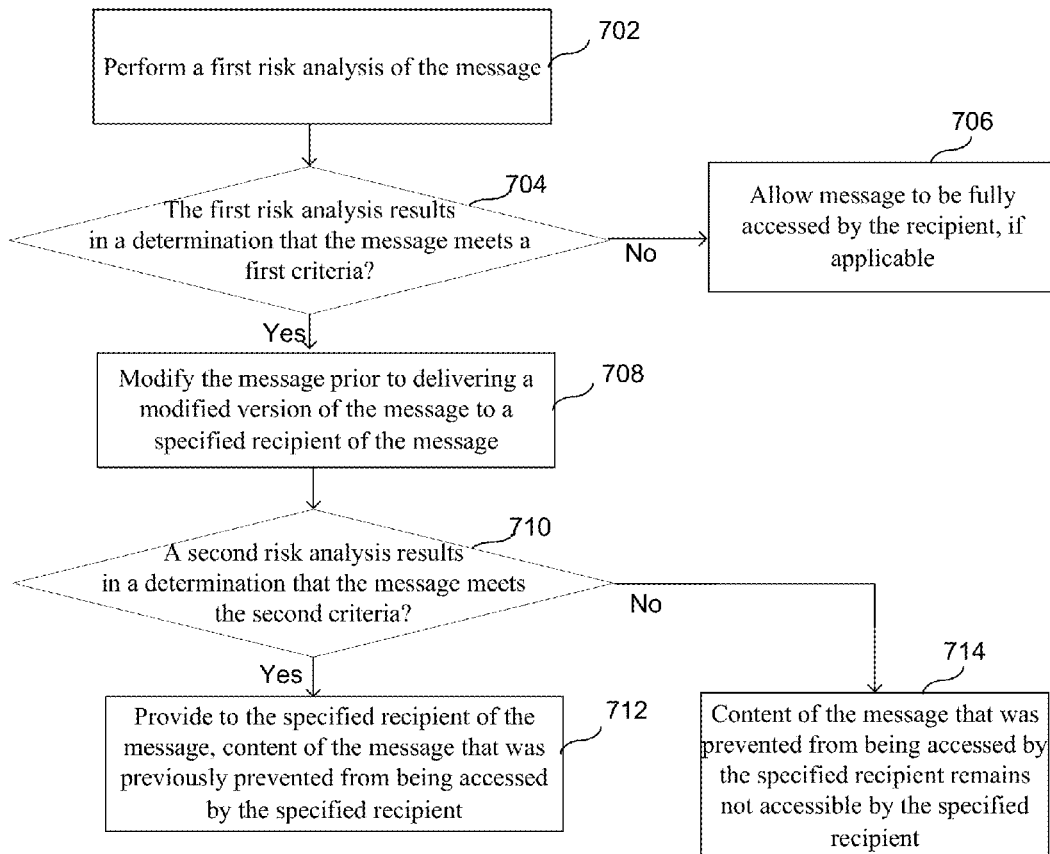 702
Perform a first risk analysis of the message
704
The first risk analysis results
in a determination that the message meets a
first criteria?
No
706
Allow message to be fully
accessed by the recipient, if
applicable
Yes
708
Modify the message prior to delivering a
modified version of the message to a
specified recipient of the message
710
A second risk analysis results
in a determination that the message meets
the second criteria?
No
Yes
712
Provide to the specified recipient of the
message, content of the message that was
previously prevented from being accessed
by the specified recipient
714
Content of the message that was
prevented from being accessed by
the specified recipient remains
not accessible by the specified
recipient